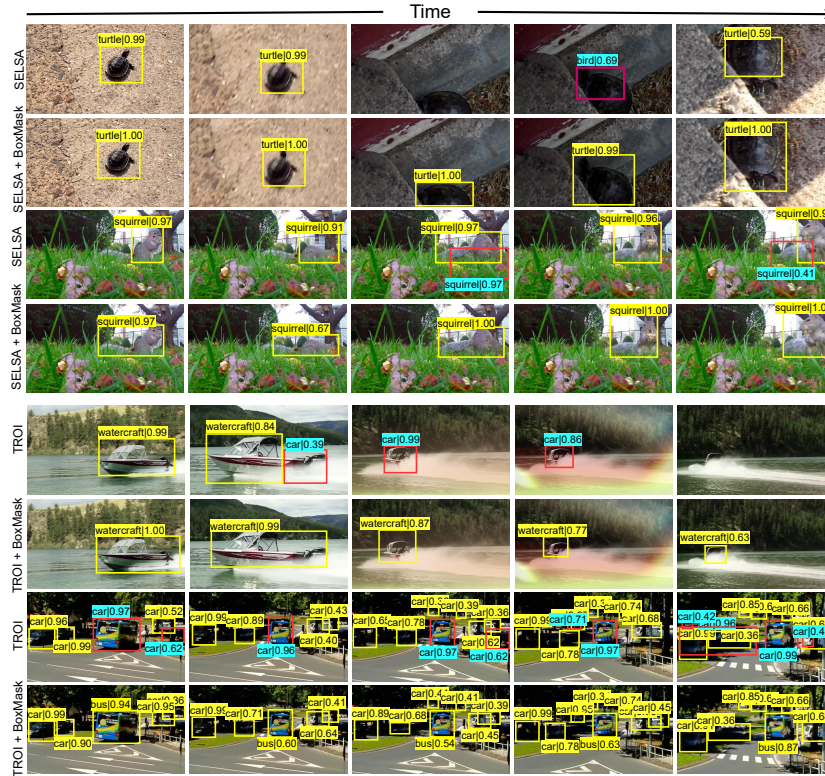 Time
SELSA
turtle|0.99
turtle|0.99
bird|0.69
turtle|0.59
SELSA + BoxMask
turtle|1.00
turtle|1.00
turtle|1.00
turtle|0.99
turtle|1.00
SELSA
squirrel|0.97
squirrel|0.91
squirrel|0.97
squirrel|0.97
squirrel|0.96
squirrel|0.41
SELSA + BoxMask
squirrel|0.97
squirrel|0.67
squirrel|1.00
squirrel|1.00
TROI
watercraft|0.99
watercraft|0.84
car|0.39
car|0.99
car|0.86
TROI + BoxMask
watercraft|1.00
watercraft|0.99
watercraft|0.87
watercraft|0.77
watercraft|0.63
TROI
car|0.96
car|0.99
car|0.97
car|0.52
car|0.62
car|0.89
car|0.96
car|0.43
car|0.40
car|0.78
car|0.97
car|0.39
car|0.36
car|0.99
car|0.78
car|0.71
car|0.97
car|0.74
car|0.68
car|0.42
car|0.36
car|0.85
car|0.66
car|0.99
TROI + BoxMask
car|0.99
car|0.90
bus|0.94
car|0.95
car|0.71
bus|0.60
car|0.41
car|0.64
car|0.89
car|0.68
bus|0.54
car|0.41
car|0.39
car|0.45
car|0.99
car|0.78
bus|0.63
car|0.74
car|0.45
car|0.36
car|0.85
car|0.66
bus|0.87